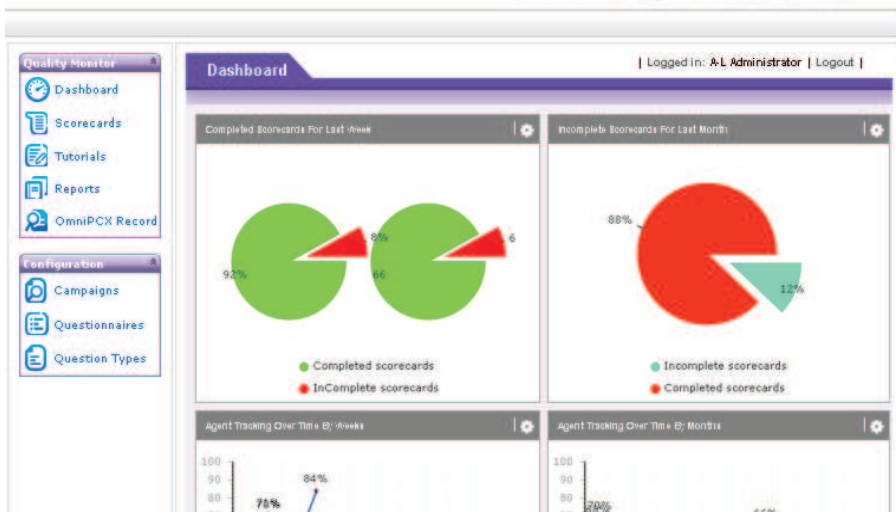 Quality Monitor
Dashboard
Scorecards
Tutorials
Reports
OmniPCX Record
Configuration
Campaigns
Questionnaires
Question Types
Dashboard
| Logged in: A-L Administrator | Logout |
Completed Scorecards For Last Week
92%
8%
66
6
Completed scorecards
InComplete scorecards
Incomplete Scorecards For Last Month
88%
12%
Incomplete scorecards
Completed scorecards
Agent Tracking Over Time By Weeks
100
90
80
84%
Agent Tracking Over Time By Months
100
90
80